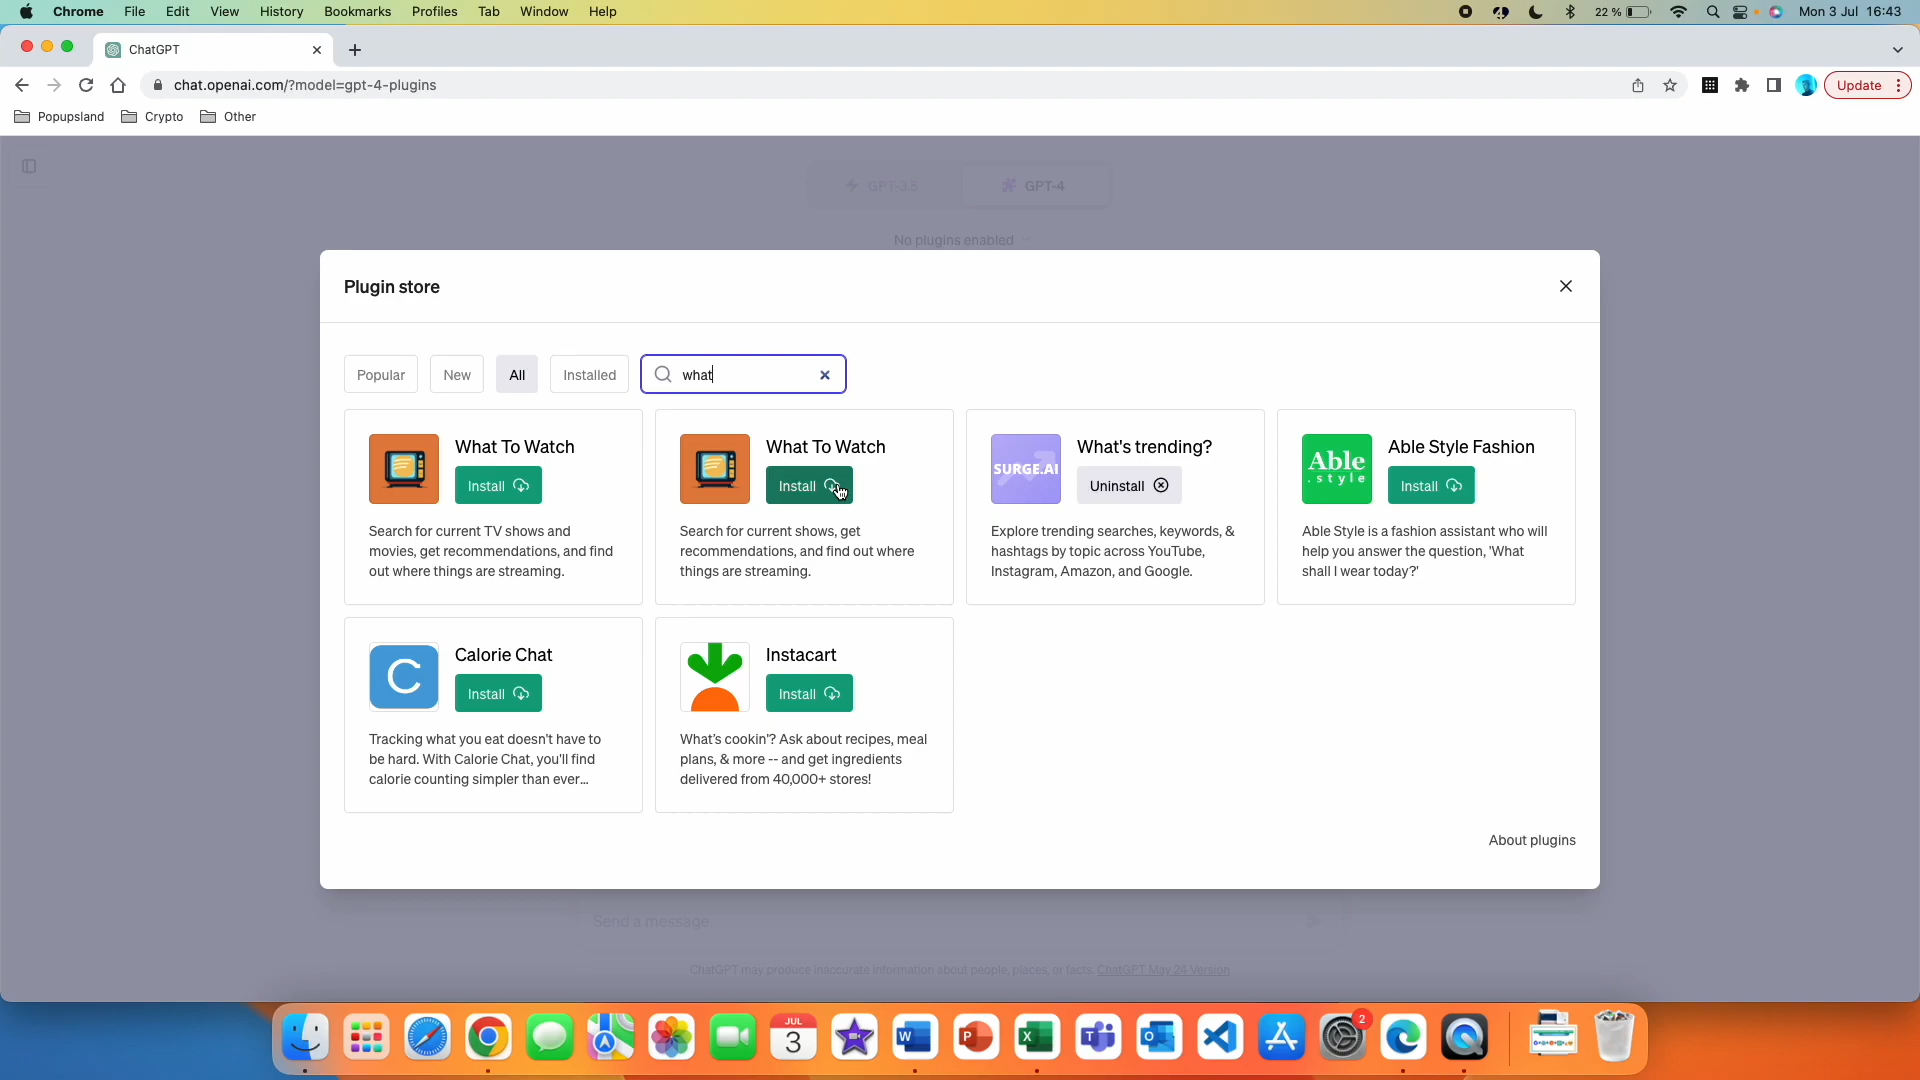 Chrome File Edit View History Bookmarks Profiles Tab Window Help 22 % Mon 3 Jul 16:43
ChatGPT
chat.openai.com/?model=gpt-4-plugins Update
Popupsland Crypto Other
GPT-3.5 GPT-4
No plugins enabled
Plugin store
Popular New All Installed what
What To Watch
Install
Search for current TV shows and
movies, get recommendations, and find
out where things are streaming.
What To Watch
Install
Search for current shows, get
recommendations, and find out where
things are streaming.
SURGE.AI
What's trending?
Uninstall
Explore trending searches, keywords, &
hashtags by topic across YouTube,
Instagram, Amazon, and Google.
Able
.style
Able Style Fashion
Install
Able Style is a fashion assistant who will
help you answer the question, 'What
shall I wear today?'
C
Calorie Chat
Install
Tracking what you eat doesn't have to
be hard. With Calorie Chat, you'll find
calorie counting simpler than ever...
Instacart
Install
What's cookin'? Ask about recipes, meal
plans, & more -- and get ingredients
delivered from 40,000+ stores!
About plugins
Send a message
ChatGPT may produce inaccurate information about people, places, or facts. ChatGPT May 24 Version
JUL
3
W
P
X
T
O
2